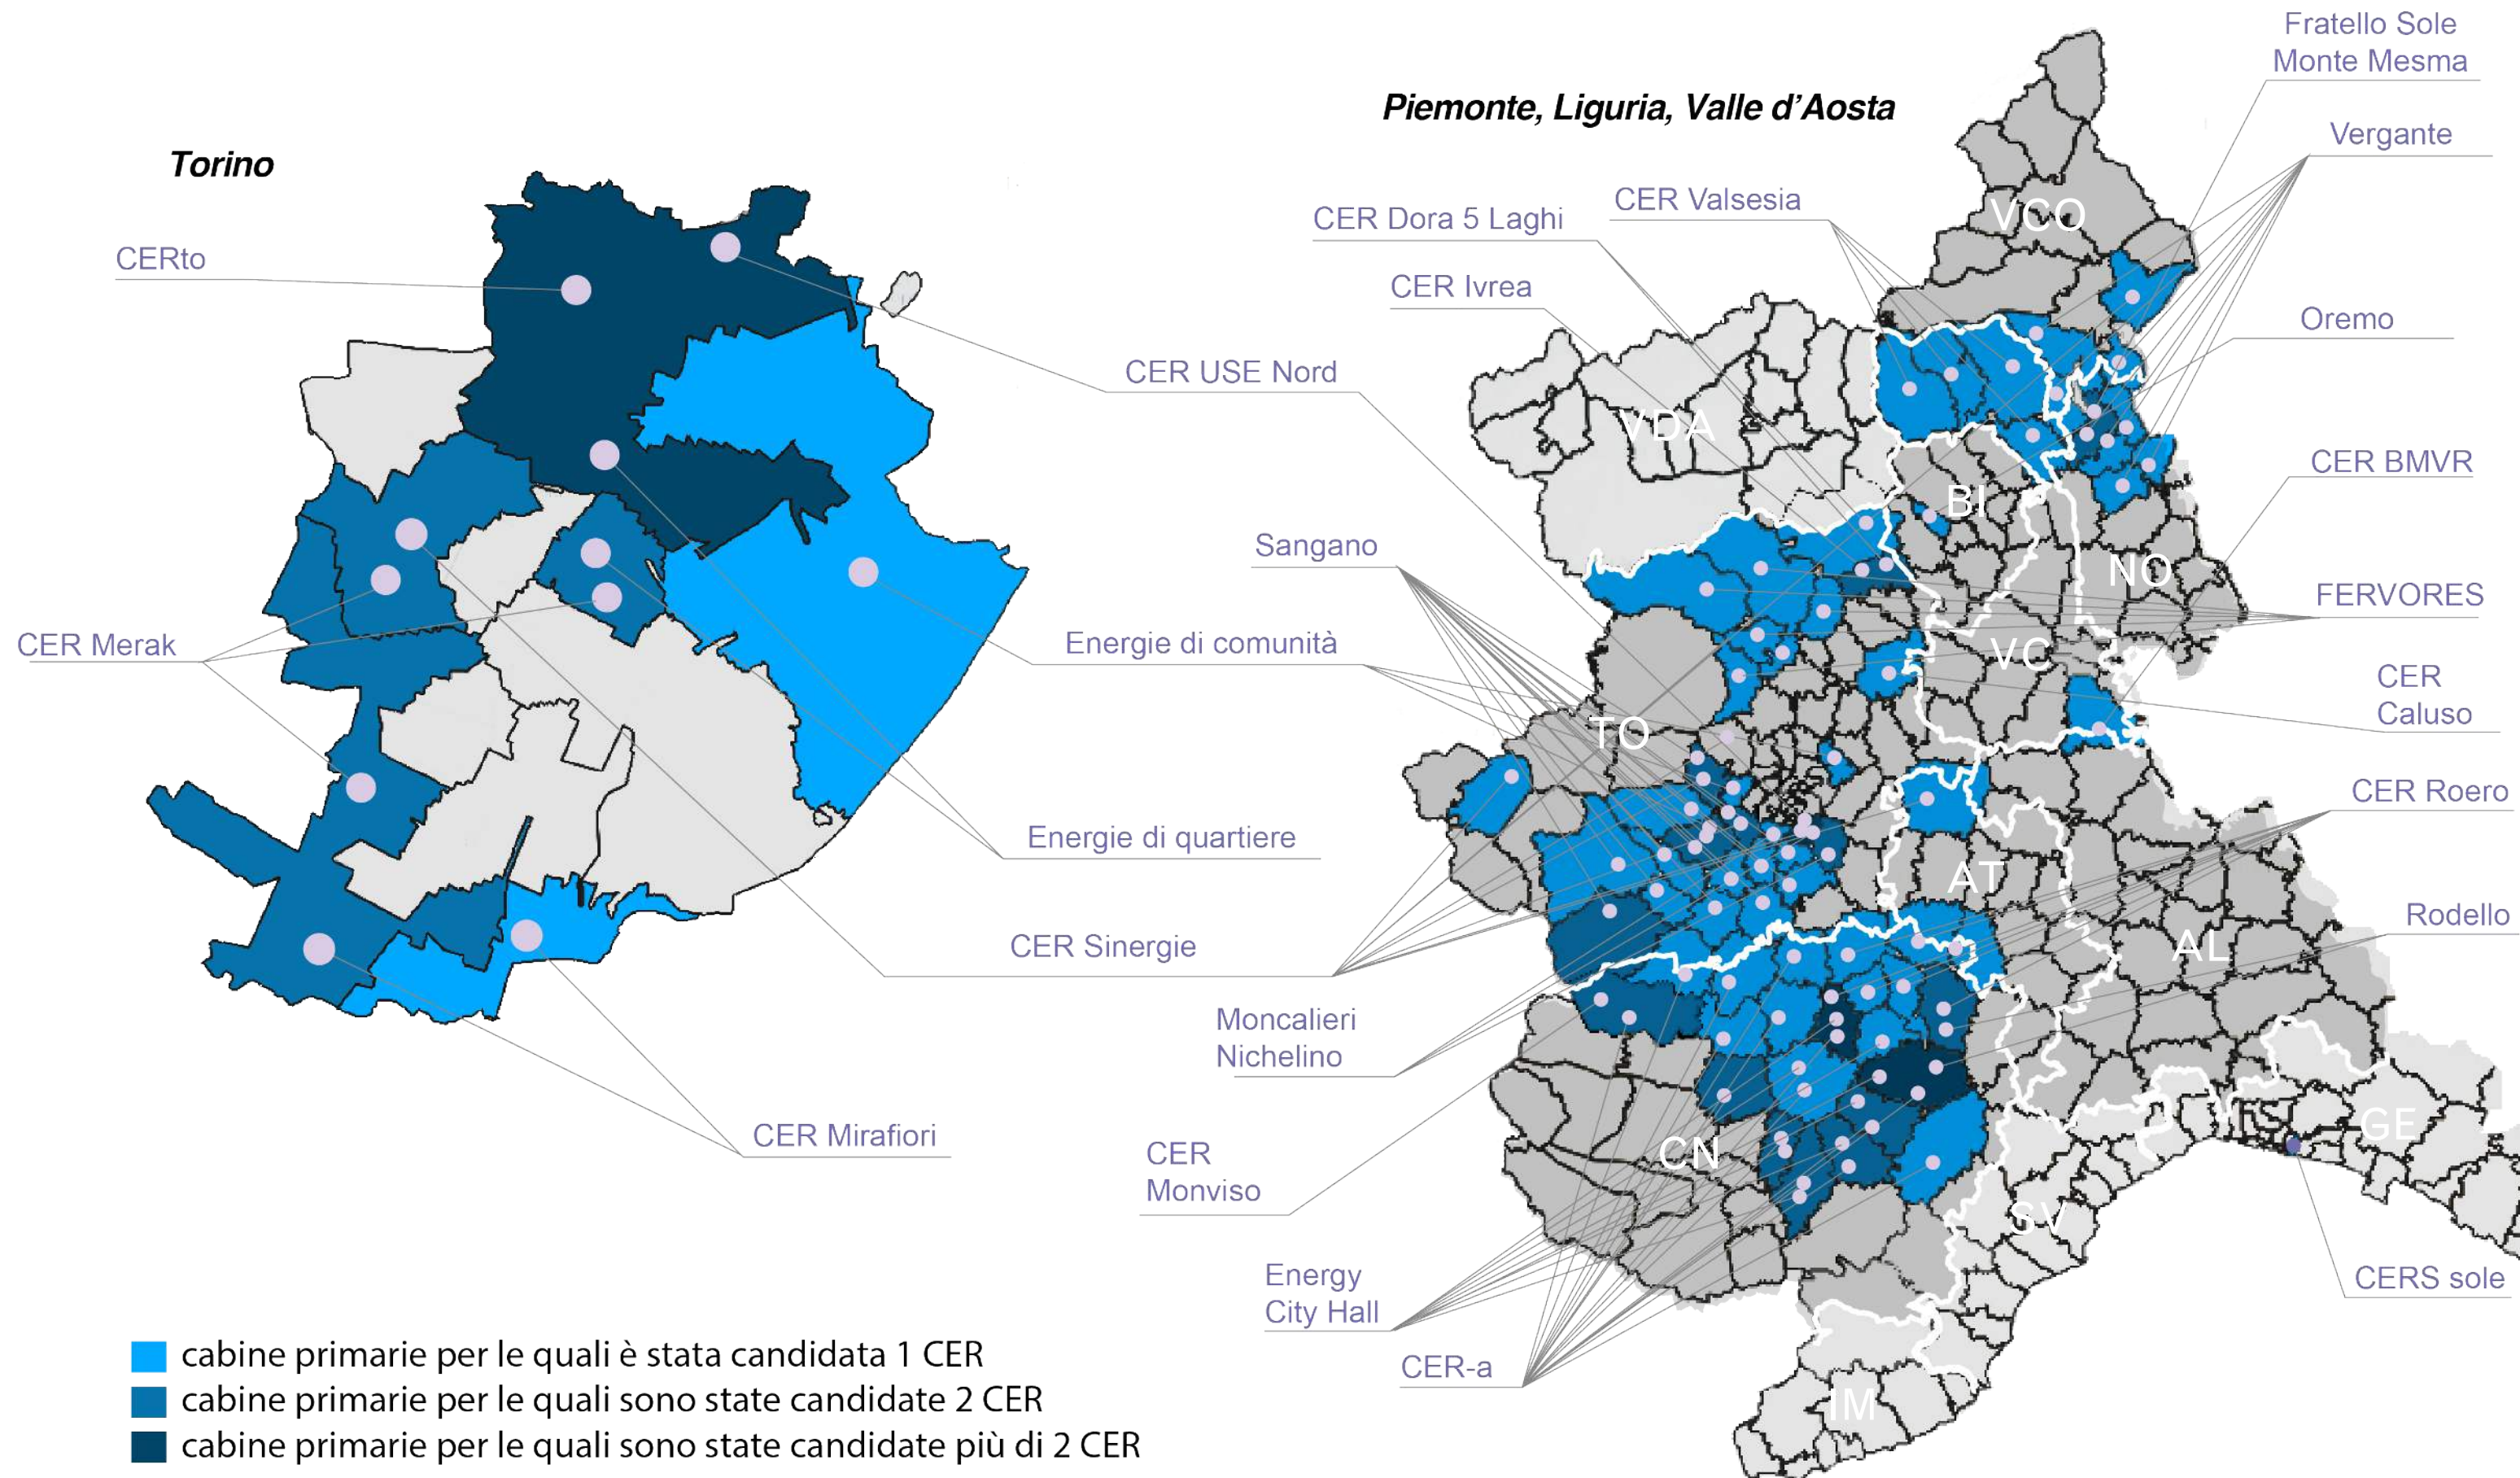 Torino
CERto
CER Merak
CER USE Nord
Energie di comunità
Energie di quartiere
CER Sinergie
CER Mirafiori
Piemonte, Liguria, Valle d'Aosta
Fratello Sole
Monte Mesma
Vergante
CER Valsesia
CER Dora 5 Laghi
CER Ivrea
Oremo
CER BMVR
Sangano
FERVORES
CER
Caluso
CER Roero
Rodello
Moncalieri
Nichelino
CER
Monviso
Energy
City Hall
CER-a
CERS sole
VCO
VDA
BI
NO
VC
TO
AT
AL
CN
GE
SV
IM
cabine primarie per le quali è stata candidata 1 CER
cabine primarie per le quali sono state candidate 2 CER
cabine primarie per le quali sono state candidate più di 2 CER